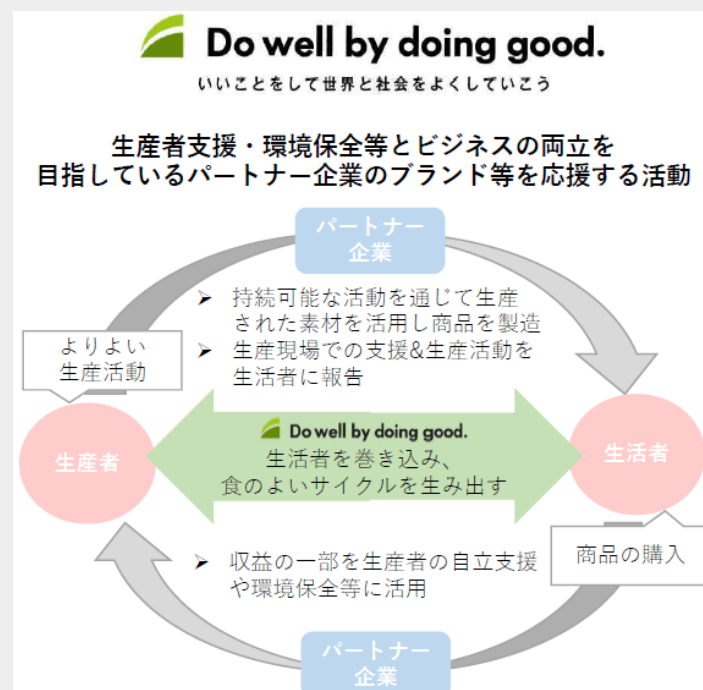 Do well by doing good.
いいことをして世界と社会をよくしていこう
生産者支援・環境保全等とビジネスの両立を
目指しているパートナー企業のブランド等を応援する活動
パートナー
企業
➢ 持続可能な活動を通じて生産
された素材を活用し商品を製造
➢ 生産現場での支援&生産活動を
生活者に報告
よりよい
生産活動
生産者
Do well by doing good.
生活者を巻き込み、
食のよいサイクルを生み出す
生活者
➢ 収益の一部を生産者の自立支援
や環境保全等に活用
商品の購入
パートナー
企業